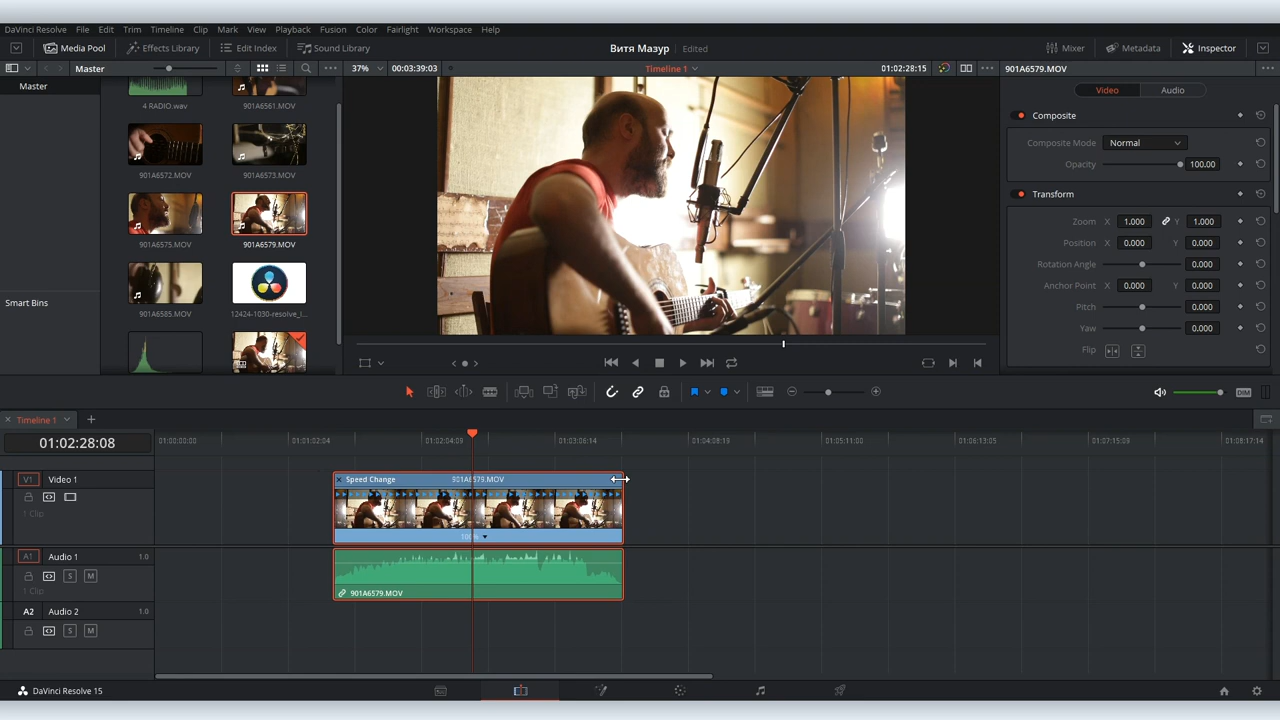 DaVinci Resolve File Edit Trim Timeline Clip Mark View Playback Fusion Color Fairlight Workspace Help
Media Pool Effects Library Edit Index Sound Library Витя Мазур Edited Mixer Metadata Inspector
Master 37% 00:03:39:03 Timeline 1 01:02:28:15 901A6579.MOV
Master
4 RADIO.wav 901A6561.MOV
901A6572.MOV 901A6573.MOV
901A6575.MOV 901A6579.MOV
901A6585.MOV 12424-1030-resolve_l...
Smart Bins
Video Audio
Composite
Composite Mode Normal
Opacity 100.00
Transform
Zoom X 1.000 Y 1.000
Position X 0.000 Y 0.000
Rotation Angle 0.000
Anchor Point X 0.000 Y 0.000
Pitch 0.000
Yaw 0.000
Flip
DIM
Timeline 1
01:02:28:08 01:00:00:00 01:01:02:04 01:02:04:09 01:03:06:14 01:04:08:19 01:05:11:00 01:06:13:05 01:07:15:09 01:08:17:14
V1 Video 1 Speed Change 901A6579.MOV
1 Clip
100%
A1 Audio 1 1.0
S M
1 Clip
901A6579.MOV
A2 Audio 2 1.0
S M
DaVinci Resolve 15